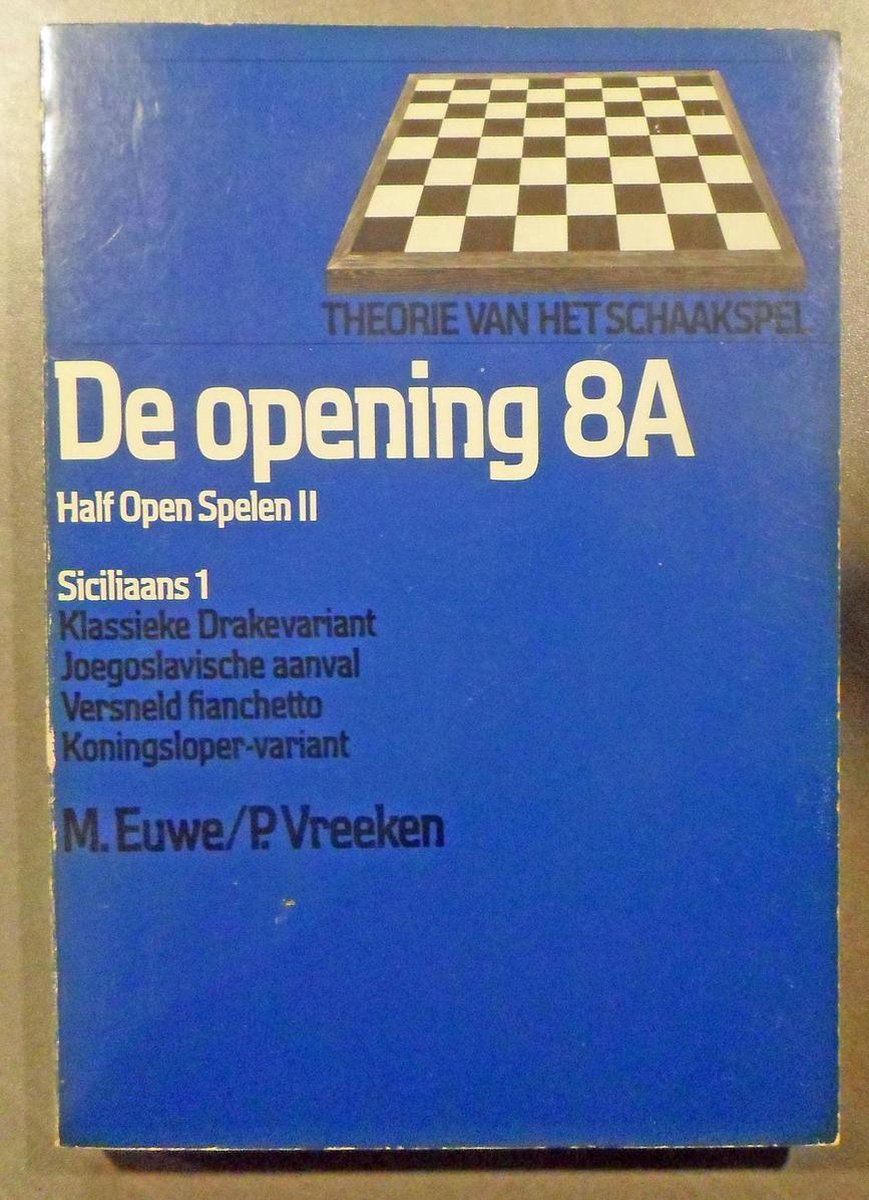 THEORIE VAN HET SCHAAKSPEL
De opening 8A
Half Open Spelen II
Siciliaans 1
Klassieke Drakevariant
Joegoslavische aanval
Versneld fianchetto
Koningsloper-variant
M. Euwe/P. Vreeken